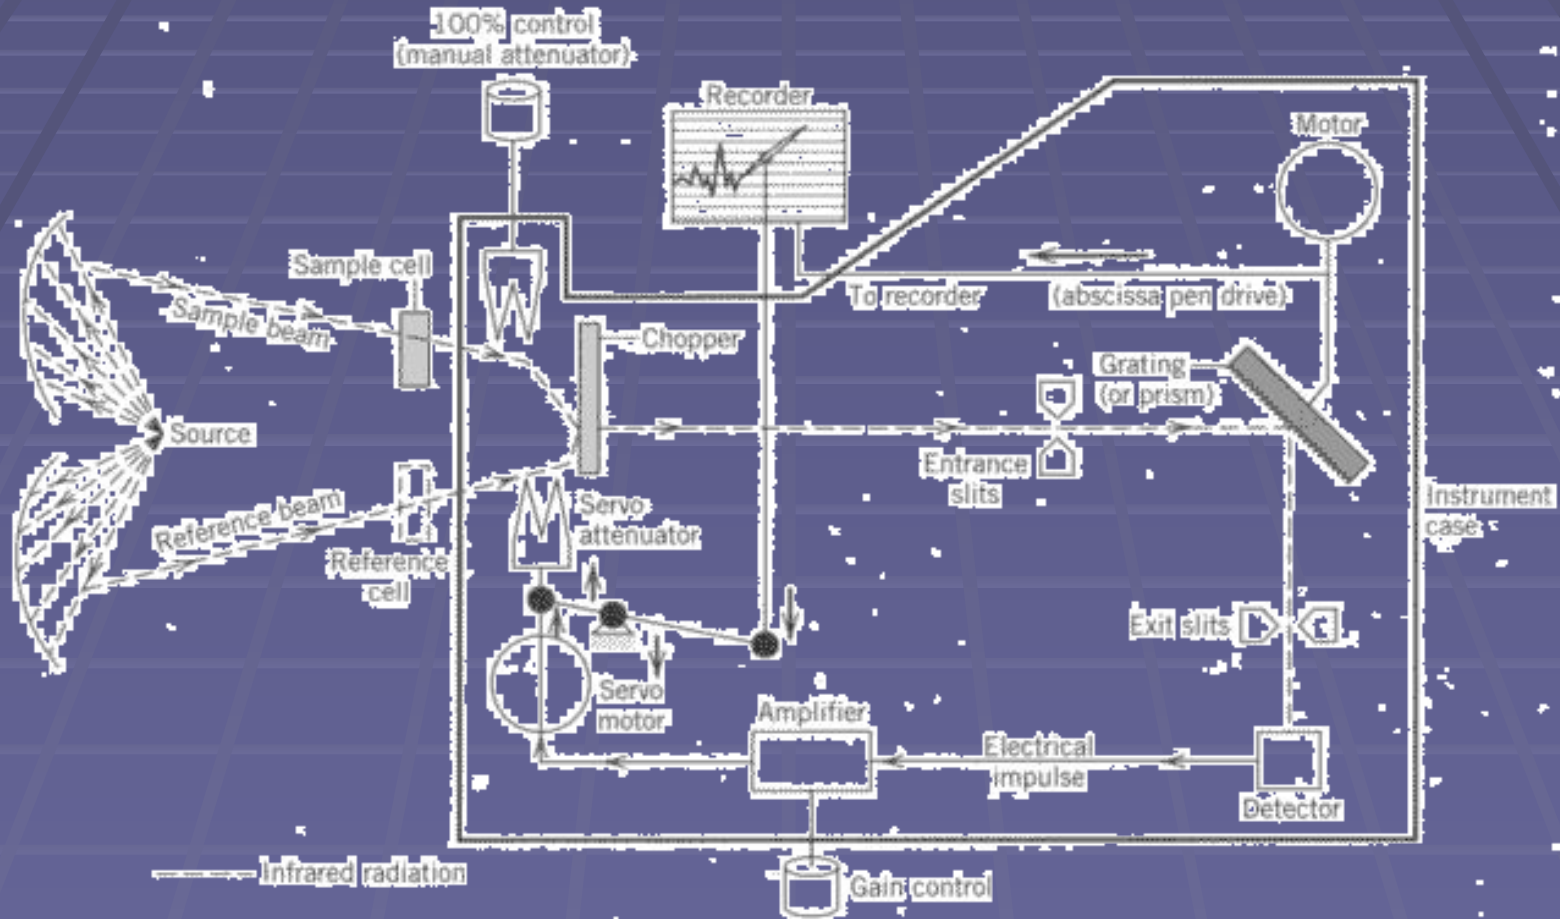 100% control
(manual attenuator)
Recorder
Motor
Sample cell
Sample beam
To recorder
(abscissa pen drive)
Chopper
Grating
(or prism)
Source
Entrance
slits
Instrument
case
Reference beam
Servo
attenuator
Reference
cell
Exit slits
Servo
motor
Amplifier
Electrical
impulse
Detector
Infrared radiation
Gain control